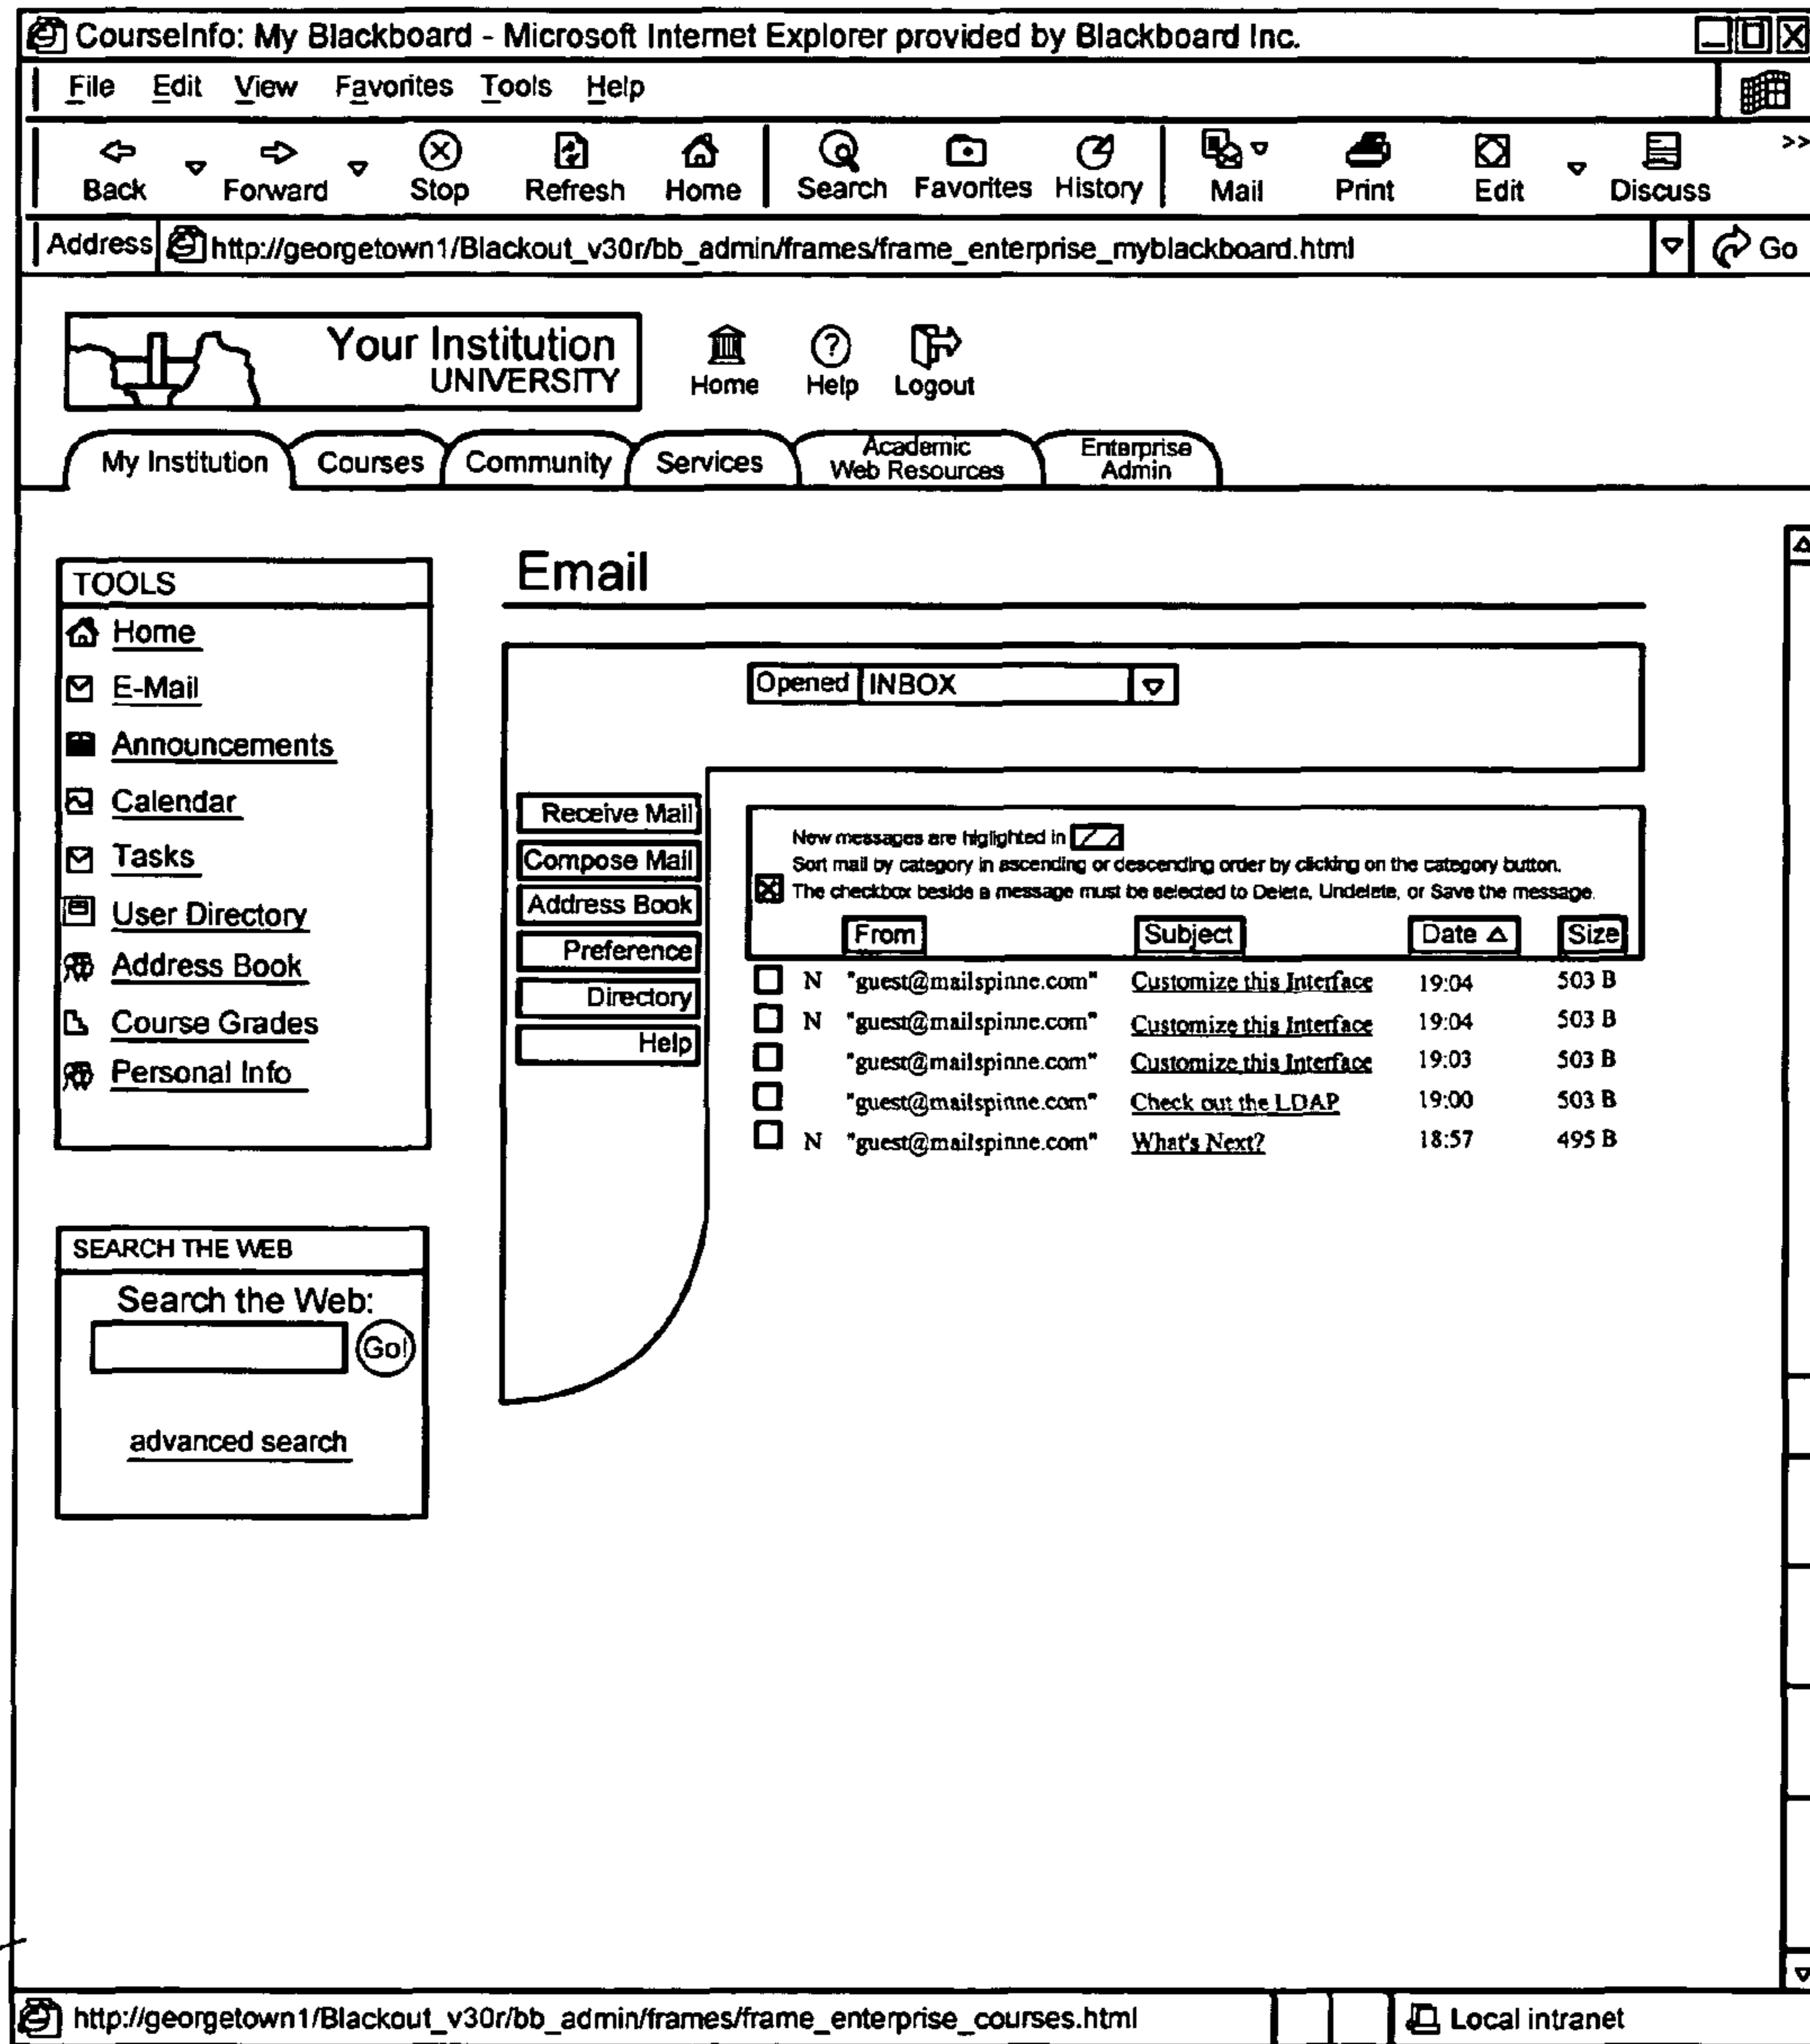 CourseInfo: My Blackboard - Microsoft Internet Explorer provided by Blackboard Inc.
File Edit View Favorites Tools Help
Back Forward Stop Refresh Home Search Favorites History Mail Print Edit Discuss >>
Address http://georgetown1/Blackout_v30r/bb_admin/frames/frame_enterprise_myblackboard.html Go
Your Institution
UNIVERSITY
Home Help Logout
My Institution Courses Community Services Academic Web Resources Enterprise Admin
TOOLS
Home
E-Mail
Announcements
Calendar
Tasks
User Directory
Address Book
Course Grades
Personal Info
SEARCH THE WEB
Search the Web:
Go!
advanced search
Email
Opened INBOX
Receive Mail
Compose Mail
Address Book
Preference
Directory
Help
New messages are higlighted in
Sort mail by category in ascending or descending order by clicking on the category button.
The checkbox beside a message must be selected to Delete, Undelete, or Save the message.
From Subject Date Size
N "guest@mailspinne.com" Customize this Interface 19:04 503 B
N "guest@mailspinne.com" Customize this Interface 19:04 503 B
"guest@mailspinne.com" Customize this Interface 19:03 503 B
"guest@mailspinne.com" Check out the LDAP 19:00 503 B
N "guest@mailspinne.com" What's Next? 18:57 495 B
http://georgetown1/Blackout_v30r/bb_admin/frames/frame_enterprise_courses.html Local intranet